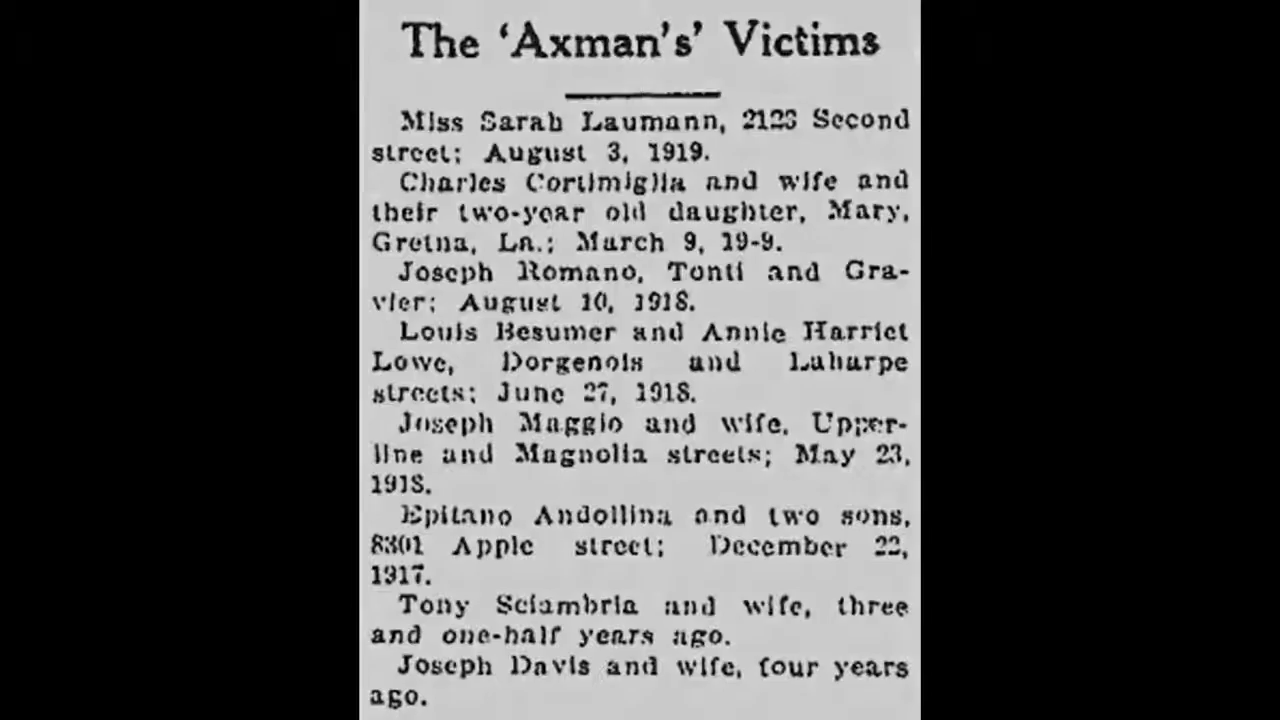 The 'Axman's' Victims
Miss Sarah Laumann, 2123 Second
street; August 3, 1919.
Charles Cortimiglia and wife and
their two-year old daughter, Mary,
Gretna, La.; March 9, 19-9.
Joseph Romano, Tonti and Gra-
vier; August 10, 1918.
Louis Besumer and Annie Harriet
Lowe, Dorgenois and Laharpe
streets; June 27, 1918.
Joseph Maggio and wife, Upper-
line and Magnolia streets; May 23,
1918.
Epitano Andollina and two sons,
8301 Apple street; December 22,
1917.
Tony Sciambria and wife, three
and one-half years ago.
Joseph Davis and wife, four years
ago.